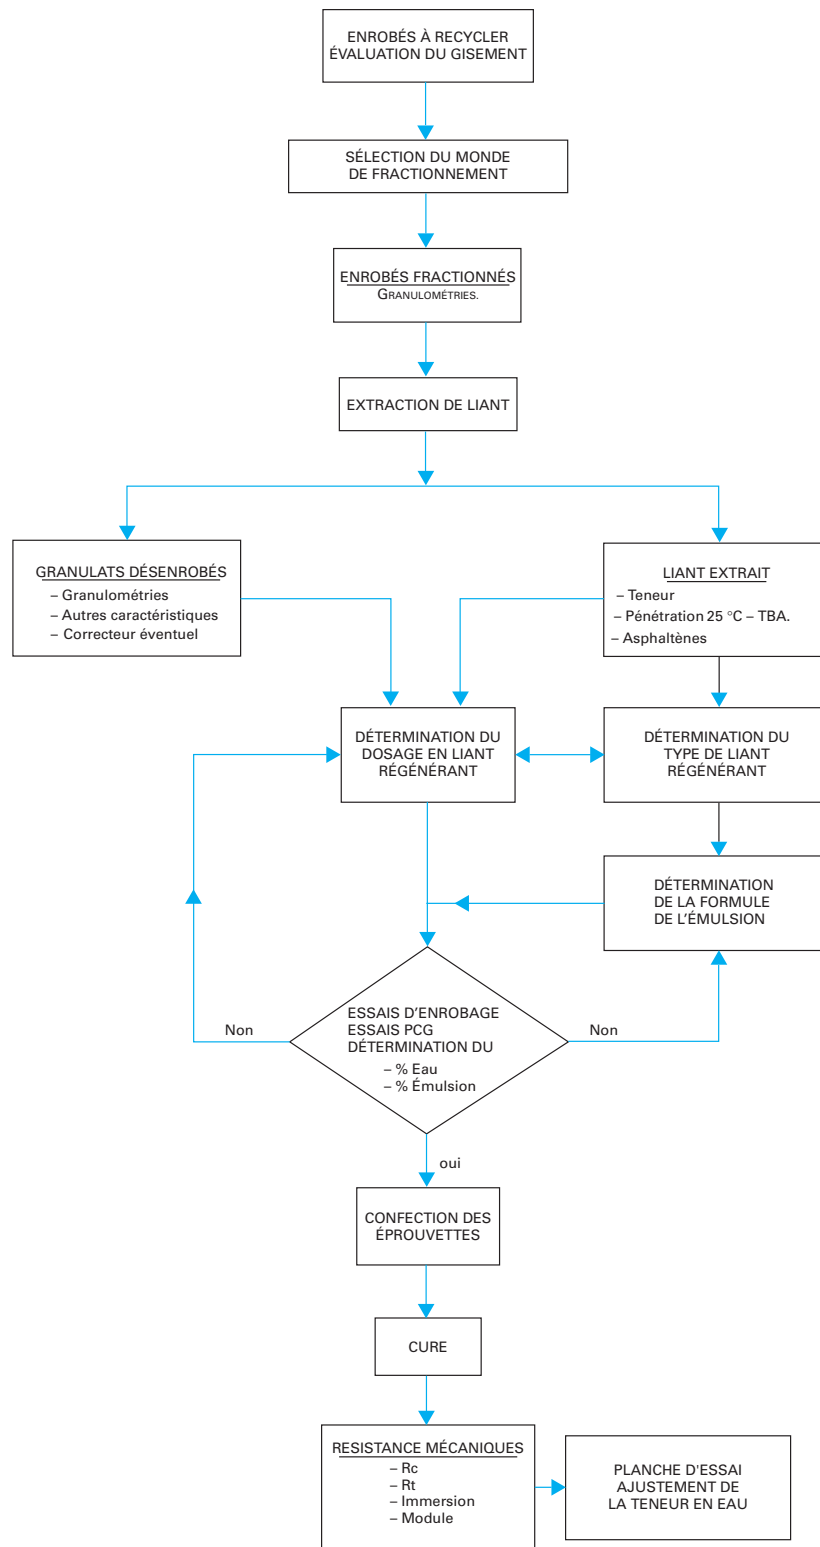 ENROBÉS À RECYCLER
ÉVALUATION DU GISEMENT
SÉLECTION DU MONDE
DE FRACTIONNEMENT
ENROBÉS FRACTIONNÉS
GRANULOMÉTRIES.
EXTRACTION DE LIANT
GRANULATS DÉSENROBÉS
– Granulométries
– Autres caractéristiques
– Correcteur éventuel
LIANT EXTRAIT
– Teneur
– Pénétration 25 °C – TBA.
– Asphaltènes
DÉTERMINATION DU
DOSAGE EN LIANT
RÉGÉNÉRANT
DÉTERMINATION DU
TYPE DE LIANT
RÉGÉNÉRANT
DÉTERMINATION
DE LA FORMULE
DE L'ÉMULSION
ESSAIS D'ENROBAGE
ESSAIS PCG
DÉTERMINATION DU
– % Eau
– % Émulsion
Non
Non
oui
CONFECTION DES
ÉPROUVETTES
CURE
RESISTANCE MÉCANIQUES
– Rc
– Rt
– Immersion
– Module
PLANCHE D'ESSAI
AJUSTEMENT DE
LA TENEUR EN EAU